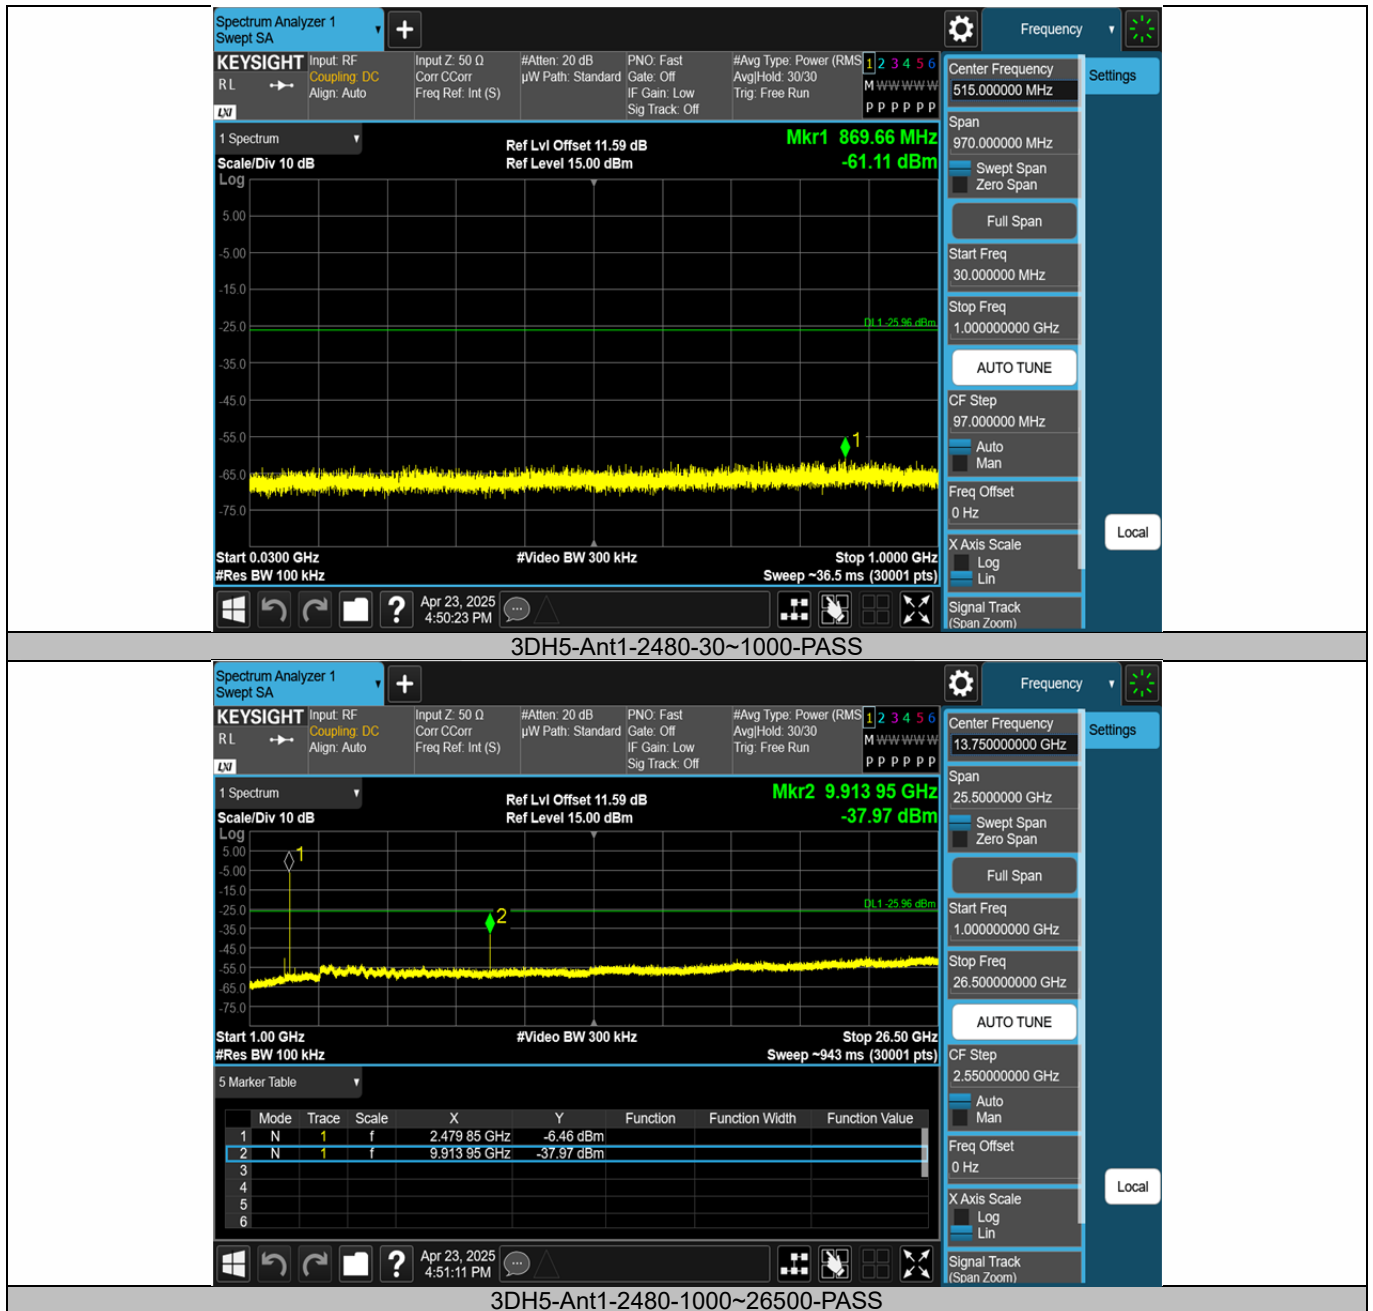 Spectrum Analyzer 1
Swept SA
+
Frequency
KEYSIGHT
RL
LXI
Input: RF
Coupling: DC
Align: Auto
Input Z: 50 Ω
Corr CCorr
Freq Ref: Int (S)
#Atten: 20 dB
µW Path: Standard
PNO: Fast
Gate: Off
IF Gain: Low
Sig Track: Off
#Avg Type: Power (RMS
Avg|Hold: 30/30
Trig: Free Run
1 2 3 4 5 6
M W W W W W
P P P P P P
Center Frequency
515.000000 MHz
Settings
Span
970.000000 MHz
Swept Span
Zero Span
Full Span
Start Freq
30.000000 MHz
Stop Freq
1.000000000 GHz
AUTO TUNE
CF Step
97.000000 MHz
Auto
Man
Freq Offset
0 Hz
X Axis Scale
Log
Lin
Signal Track
(Span Zoom)
Local
1 Spectrum
Scale/Div 10 dB
Ref Lvl Offset 11.59 dB
Ref Level 15.00 dBm
Mkr1 869.66 MHz
-61.11 dBm
Log
5.00
-5.00
-15.0
-25.0
DL1 -25.96 dBm
-35.0
-45.0
-55.0
1
-65.0
-75.0
Start 0.0300 GHz
#Video BW 300 kHz
Stop 1.0000 GHz
#Res BW 100 kHz
Sweep ~36.5 ms (30001 pts)
?
Apr 23, 2025
4:50:23 PM
3DH5-Ant1-2480-30~1000-PASS
Spectrum Analyzer 1
Swept SA
+
Frequency
KEYSIGHT
RL
LXI
Input: RF
Coupling: DC
Align: Auto
Input Z: 50 Ω
Corr CCorr
Freq Ref: Int (S)
#Atten: 20 dB
µW Path: Standard
PNO: Fast
Gate: Off
IF Gain: Low
Sig Track: Off
#Avg Type: Power (RMS
Avg|Hold: 30/30
Trig: Free Run
1 2 3 4 5 6
M W W W W W
P P P P P P
Center Frequency
13.750000000 GHz
Settings
Span
25.5000000 GHz
Swept Span
Zero Span
Full Span
Start Freq
1.000000000 GHz
Stop Freq
26.500000000 GHz
AUTO TUNE
CF Step
2.550000000 GHz
Auto
Man
Freq Offset
0 Hz
X Axis Scale
Log
Lin
Signal Track
(Span Zoom)
Local
1 Spectrum
Scale/Div 10 dB
Ref Lvl Offset 11.59 dB
Ref Level 15.00 dBm
Mkr2 9.913 95 GHz
-37.97 dBm
Log
5.00
1
-5.00
-15.0
-25.0
DL1 -25.96 dBm
2
-35.0
-45.0
-55.0
-65.0
-75.0
Start 1.00 GHz
#Video BW 300 kHz
Stop 26.50 GHz
#Res BW 100 kHz
Sweep ~943 ms (30001 pts)
5 Marker Table
Mode Trace Scale X Y Function Function Width Function Value
1 N 1 f 2.479 85 GHz -6.46 dBm
2 N 1 f 9.913 95 GHz -37.97 dBm
3
4
5
6
?
Apr 23, 2025
4:51:11 PM
3DH5-Ant1-2480-1000~26500-PASS